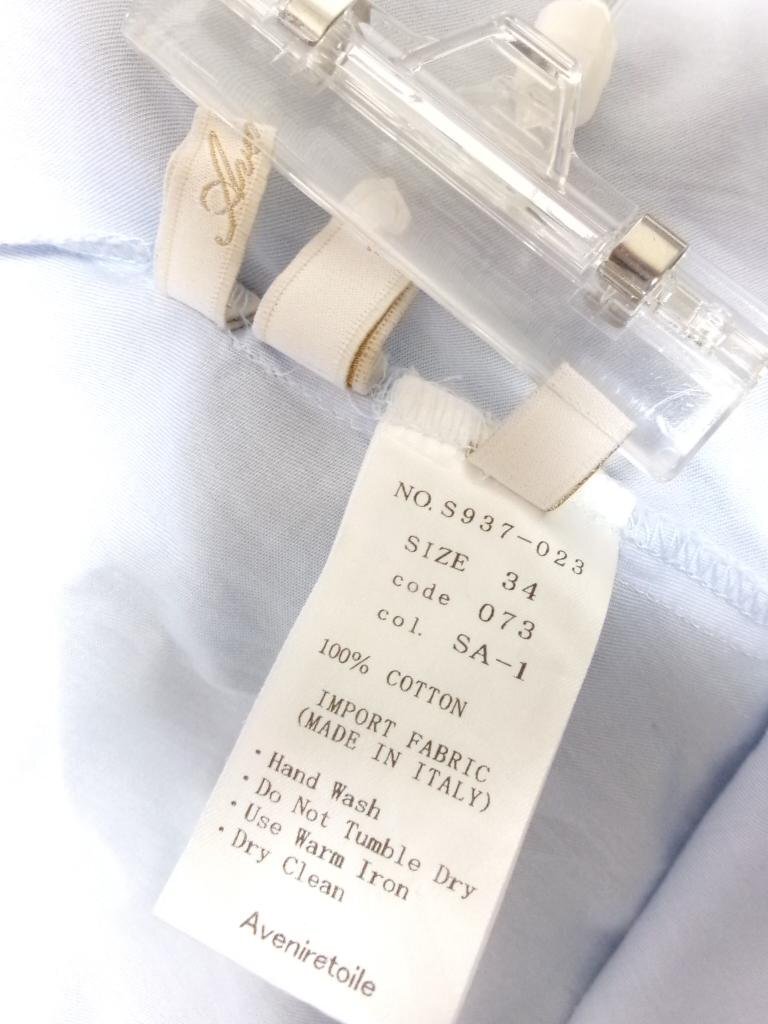 NO. S937-023
SIZE 34
code 073
col. SA-1
100% COTTON
IMPORT FABRIC
(MADE IN ITALY)
・Hand Wash
・Do Not Tumble Dry
・Use Warm Iron
・Dry Clean
Aveniretoile